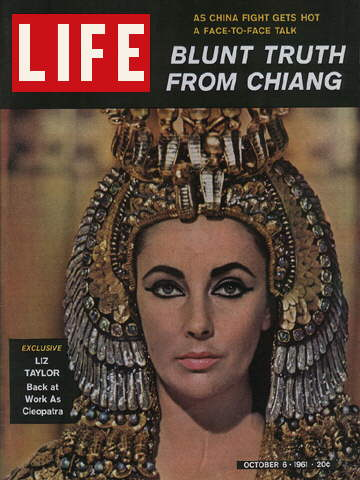 LIFE
AS CHINA FIGHT GETS HOT
A FACE-TO-FACE TALK
BLUNT TRUTH
FROM CHIANG
EXCLUSIVE
LIZ
TAYLOR
Back at
Work As
Cleopatra
OCTOBER 6 · 1961 · 20¢